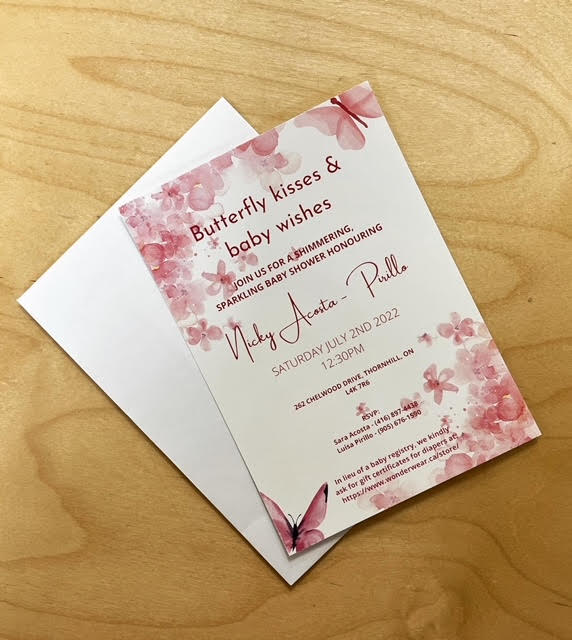 Butterfly kisses &
baby wishes
JOIN US FOR A SHIMMERING,
SPARKLING BABY SHOWER HONOURING
Nicky Acosta - Pirillo
SATURDAY JULY 2ND 2022
12:30PM
262 CHELWOOD DRIVE, THORNHILL, ON
L4K 7R6
RSVP:
Sara Acosta - (416) 897-4438
Luisa Pirillo - (905) 676-1590
In lieu of a baby registry, we kindly
ask for gift certificates for diapers at:
https://www.wonderwear.ca/store/